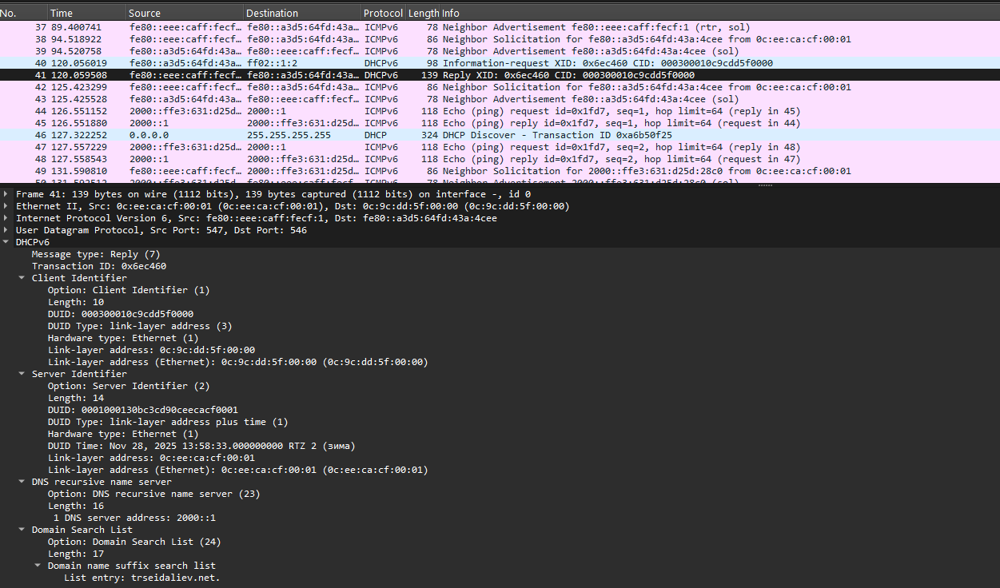 No. Time Source Destination Protocol Length Info
37 89.400741 fe80::eee:caff:fecf… fe80::a3d5:64fd:43a… ICMPv6 78 Neighbor Advertisement fe80::eee:caff:fecf:1 (rtr, sol)
38 94.518922 fe80::eee:caff:fecf… fe80::a3d5:64fd:43a… ICMPv6 86 Neighbor Solicitation for fe80::a3d5:64fd:43a:4cee from 0c:ee:ca:cf:00:01
39 94.520758 fe80::a3d5:64fd:43a… fe80::eee:caff:fecf… ICMPv6 78 Neighbor Advertisement fe80::a3d5:64fd:43a:4cee (sol)
40 120.056019 fe80::a3d5:64fd:43a… ff02::1:2 DHCPv6 98 Information-request XID: 0x6ec460 CID: 000300010c9cdd5f0000
41 120.059508 fe80::eee:caff:fecf… fe80::a3d5:64fd:43a… DHCPv6 139 Reply XID: 0x6ec460 CID: 000300010c9cdd5f0000
42 125.423299 fe80::eee:caff:fecf… fe80::a3d5:64fd:43a… ICMPv6 86 Neighbor Solicitation for fe80::a3d5:64fd:43a:4cee from 0c:ee:ca:cf:00:01
43 125.425528 fe80::a3d5:64fd:43a… fe80::eee:caff:fecf… ICMPv6 78 Neighbor Advertisement fe80::a3d5:64fd:43a:4cee (sol)
44 126.551152 2000::ffe3:631:d25d… 2000::1 ICMPv6 118 Echo (ping) request id=0x1fd7, seq=1, hop limit=64 (reply in 45)
45 126.551880 2000::1 2000::ffe3:631:d25d… ICMPv6 118 Echo (ping) reply id=0x1fd7, seq=1, hop limit=64 (request in 44)
46 127.322252 0.0.0.0 255.255.255.255 DHCP 324 DHCP Discover - Transaction ID 0xa6b50f25
47 127.557229 2000::ffe3:631:d25d… 2000::1 ICMPv6 118 Echo (ping) request id=0x1fd7, seq=2, hop limit=64 (reply in 48)
48 127.558543 2000::1 2000::ffe3:631:d25d… ICMPv6 118 Echo (ping) reply id=0x1fd7, seq=2, hop limit=64 (request in 47)
49 131.590810 fe80::eee:caff:fecf… 2000::ffe3:631:d25d… ICMPv6 86 Neighbor Solicitation for 2000::ffe3:631:d25d:28c0 from 0c:ee:ca:cf:00:01
Frame 41: 139 bytes on wire (1112 bits), 139 bytes captured (1112 bits) on interface -, id 0
Ethernet II, Src: 0c:ee:ca:cf:00:01 (0c:ee:ca:cf:00:01), Dst: 0c:9c:dd:5f:00:00 (0c:9c:dd:5f:00:00)
Internet Protocol Version 6, Src: fe80::eee:caff:fecf:1, Dst: fe80::a3d5:64fd:43a:4cee
User Datagram Protocol, Src Port: 547, Dst Port: 546
DHCPv6
Message type: Reply (7)
Transaction ID: 0x6ec460
Client Identifier
Option: Client Identifier (1)
Length: 10
DUID: 000300010c9cdd5f0000
DUID Type: link-layer address (3)
Hardware type: Ethernet (1)
Link-layer address: 0c:9c:dd:5f:00:00
Link-layer address (Ethernet): 0c:9c:dd:5f:00:00 (0c:9c:dd:5f:00:00)
Server Identifier
Option: Server Identifier (2)
Length: 14
DUID: 0001000130bc3cd90ceecacf0001
DUID Type: link-layer address plus time (1)
Hardware type: Ethernet (1)
DUID Time: Nov 28, 2025 13:58:33.000000000 RTZ 2 (зима)
Link-layer address: 0c:ee:ca:cf:00:01
Link-layer address (Ethernet): 0c:ee:ca:cf:00:01 (0c:ee:ca:cf:00:01)
DNS recursive name server
Option: DNS recursive name server (23)
Length: 16
1 DNS server address: 2000::1
Domain Search List
Option: Domain Search List (24)
Length: 17
Domain name suffix search list
List entry: trseidaliev.net.